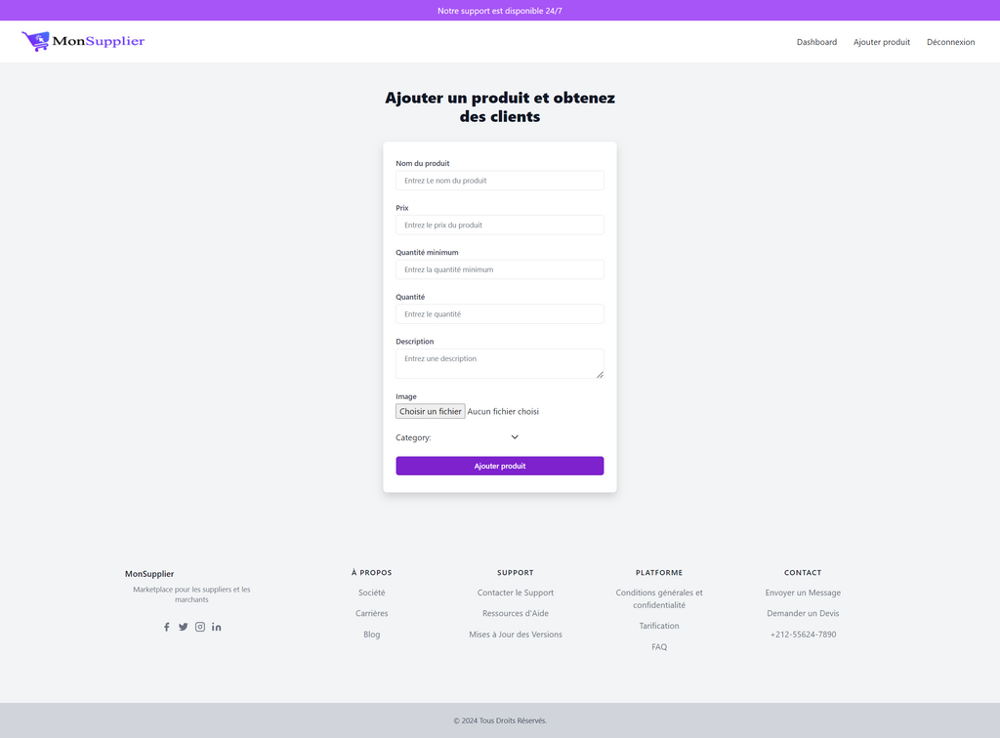 Notre support est disponible 24/7
MonSupplier
Dashboard
Ajouter produit
Déconnexion
Ajouter un produit et obtenez
des clients
Nom du produit
Entrez Le nom du produit
Prix
Entrez le prix du produit
Quantité minimum
Entrez la quantité minimum
Quantité
Entrez le quantité
Description
Entrez une description
Image
Choisir un fichier Aucun fichier choisi
Category:
Ajouter produit
MonSupplier
Marketplace pour les suppliers et les
marchants
À PROPOS
Société
Carrières
Blog
SUPPORT
Contacter le Support
Ressources d'Aide
Mises à Jour des Versions
PLATFORME
Conditions générales et
confidentialité
Tarification
FAQ
CONTACT
Envoyer un Message
Demander un Devis
+212-55624-7890
© 2024 Tous Droits Réservés.